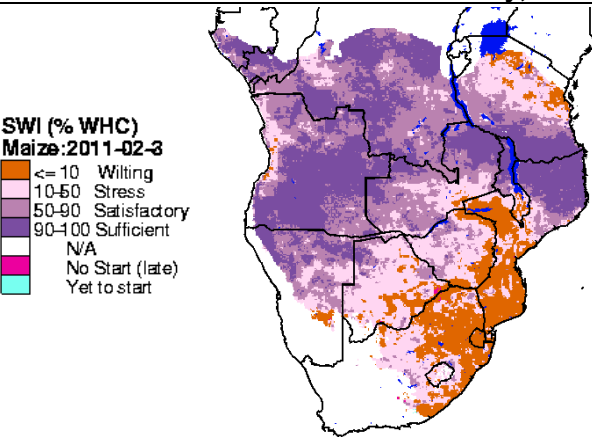 SWI (% WHC)
Maize:2011-02-3
<= 10 Wilting
10-50 Stress
50-90 Satisfactory
90-100 Sufficient
N/A
No Start (late)
Yet to start